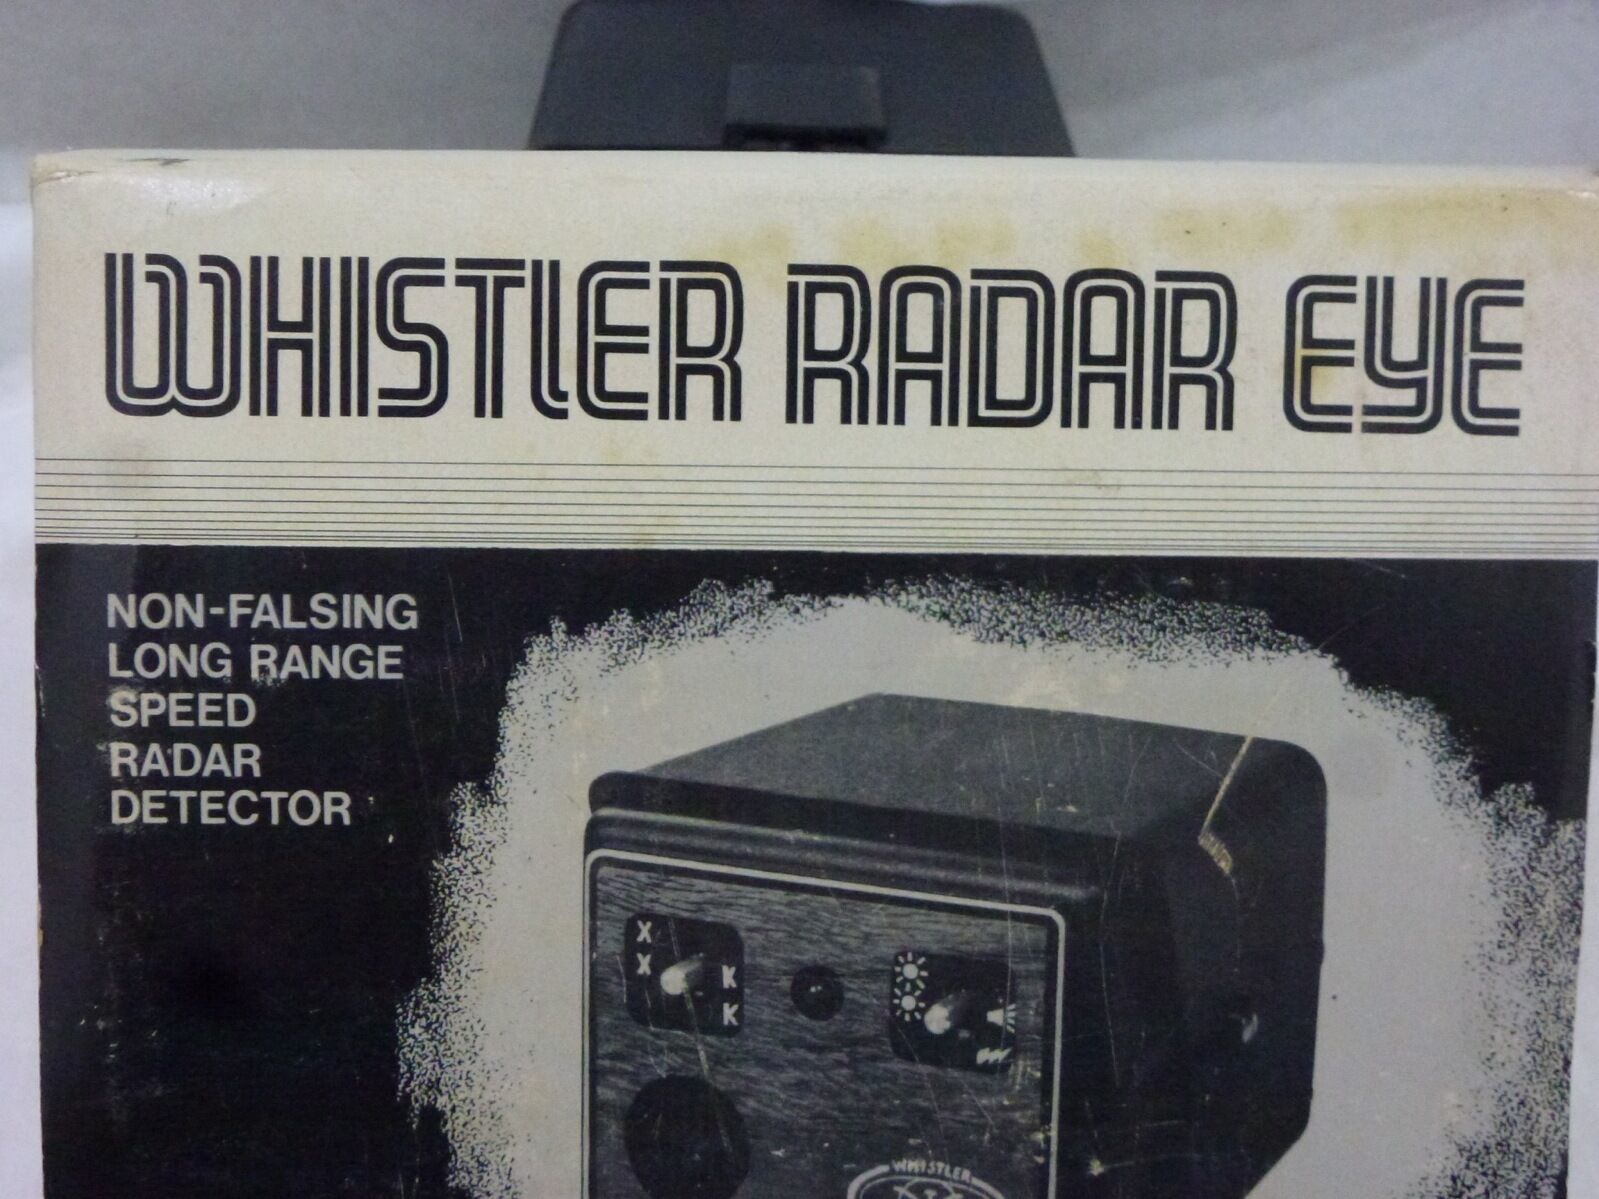 WHISTLER RADAR EYE
NON-FALSING
LONG RANGE
SPEED
RADAR
DETECTOR
X
X
K
K
WHISTLER